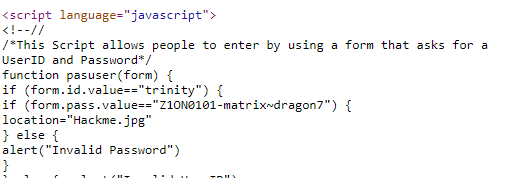 <script language="javascript">
<!--//
/*This Script allows people to enter by using a form that asks for a
UserID and Password*/
function pasuser(form) {
if (form.id.value=="trinity") {
if (form.pass.value=="Z1ON0101-matrix~dragon7") {
location="Hackme.jpg"
} else {
alert("Invalid Password")
}